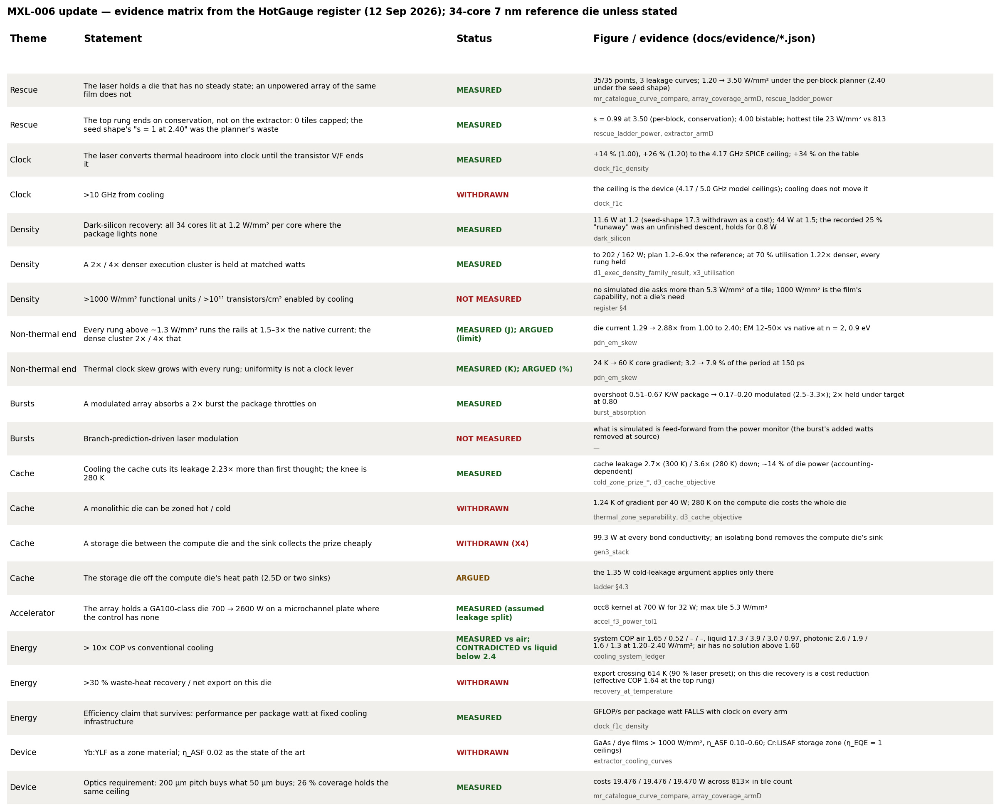 MXL-006 update — evidence matrix from the HotGauge register (12 Sep 2026); 34-core 7 nm reference die unless stated
Theme Statement Status Figure / evidence (docs/evidence/*.json)
Rescue
The laser holds a die that has no steady state; an unpowered array of the same
film does not
MEASURED
35/35 points, 3 leakage curves; 1.20 → 3.50 W/mm² under the per-block planner (2.40
under the seed shape)
mr_catalogue_curve_compare, array_coverage_armD, rescue_ladder_power
Rescue
The top rung ends on conservation, not on the extractor: 0 tiles capped; the
seed shape's "s = 1 at 2.40" was the planner's waste
MEASURED
s = 0.99 at 3.50 (per-block, conservation); 4.00 bistable; hottest tile 23 W/mm² vs 813
rescue_ladder_power, extractor_armD
Clock
The laser converts thermal headroom into clock until the transistor V/F ends
it
MEASURED
+14 % (1.00), +26 % (1.20) to the 4.17 GHz SPICE ceiling; +34 % on the table
clock_f1c_density
Clock
>10 GHz from cooling
WITHDRAWN
the ceiling is the device (4.17 / 5.0 GHz model ceilings); cooling does not move it
clock_f1c
Density
Dark-silicon recovery: all 34 cores lit at 1.2 W/mm² per core where the
package lights none
MEASURED
11.6 W at 1.2 (seed-shape 17.3 withdrawn as a cost); 44 W at 1.5; the recorded 25 %
"runaway" was an unfinished descent, holds for 0.8 W
dark_silicon
Density
A 2× / 4× denser execution cluster is held at matched watts
MEASURED
to 202 / 162 W; plan 1.2–6.9× the reference; at 70 % utilisation 1.22× denser, every
rung held
d1_exec_density_family_result, x3_utilisation
Density
>1000 W/mm² functional units / >10¹¹ transistors/cm² enabled by cooling
NOT MEASURED
no simulated die asks more than 5.3 W/mm² of a tile; 1000 W/mm² is the film's
capability, not a die's need
register §4
Non-thermal end
Every rung above ~1.3 W/mm² runs the rails at 1.5–3× the native current; the
dense cluster 2× / 4× that
MEASURED (J); ARGUED
(limit)
die current 1.29 → 2.88× from 1.00 to 2.40; EM 12–50× vs native at n = 2, 0.9 eV
pdn_em_skew
Non-thermal end
Thermal clock skew grows with every rung; uniformity is not a clock lever
MEASURED (K); ARGUED (%)
24 K → 60 K core gradient; 3.2 → 7.9 % of the period at 150 ps
pdn_em_skew
Bursts
A modulated array absorbs a 2× burst the package throttles on
MEASURED
overshoot 0.51–0.67 K/W package → 0.17–0.20 modulated (2.5–3.3×); 2× held under target
at 0.80
burst_absorption
Bursts
Branch-prediction-driven laser modulation
NOT MEASURED
what is simulated is feed-forward from the power monitor (the burst's added watts
removed at source)
—
Cache
Cooling the cache cuts its leakage 2.23× more than first thought; the knee is
280 K
MEASURED
cache leakage 2.7× (300 K) / 3.6× (280 K) down; ~14 % of die power (accounting-
dependent)
cold_zone_prize_*, d3_cache_objective
Cache
A monolithic die can be zoned hot / cold
WITHDRAWN
1.24 K of gradient per 40 W; 280 K on the compute die costs the whole die
thermal_zone_separability, d3_cache_objective
Cache
A storage die between the compute die and the sink collects the prize cheaply
WITHDRAWN (X4)
99.3 W at every bond conductivity; an isolating bond removes the compute die's sink
gen3_stack
Cache
The storage die off the compute die's heat path (2.5D or two sinks)
ARGUED
the 1.35 W cold-leakage argument applies only there
ladder §4.3
Accelerator
The array holds a GA100-class die 700 → 2600 W on a microchannel plate where
the control has none
MEASURED (assumed
leakage split)
occ8 kernel at 700 W for 32 W; max tile 5.3 W/mm²
accel_f3_power_tol1
Energy
> 10× COP vs conventional cooling
MEASURED vs air;
CONTRADICTED vs liquid
below 2.4
system COP air 1.65 / 0.52 / – / –, liquid 17.3 / 3.9 / 3.0 / 0.97, photonic 2.6 / 1.9 /
1.6 / 1.3 at 1.20–2.40 W/mm²; air has no solution above 1.60
cooling_system_ledger
Energy
>30 % waste-heat recovery / net export on this die
WITHDRAWN
export crossing 614 K (90 % laser preset); on this die recovery is a cost reduction
(effective COP 1.64 at the top rung)
recovery_at_temperature
Energy
Efficiency claim that survives: performance per package watt at fixed cooling
infrastructure
MEASURED
GFLOP/s per package watt FALLS with clock on every arm
clock_f1c_density
Device
Yb:YLF as a zone material; η_ASF 0.02 as the state of the art
WITHDRAWN
GaAs / dye films > 1000 W/mm², η_ASF 0.10–0.60; Cr:LiSAF storage zone (η_EQE = 1
ceilings)
extractor_cooling_curves
Device
Optics requirement: 200 μm pitch buys what 50 μm buys; 26 % coverage holds the
same ceiling
MEASURED
costs 19.476 / 19.476 / 19.470 W across 813× in tile count
mr_catalogue_curve_compare, array_coverage_armD